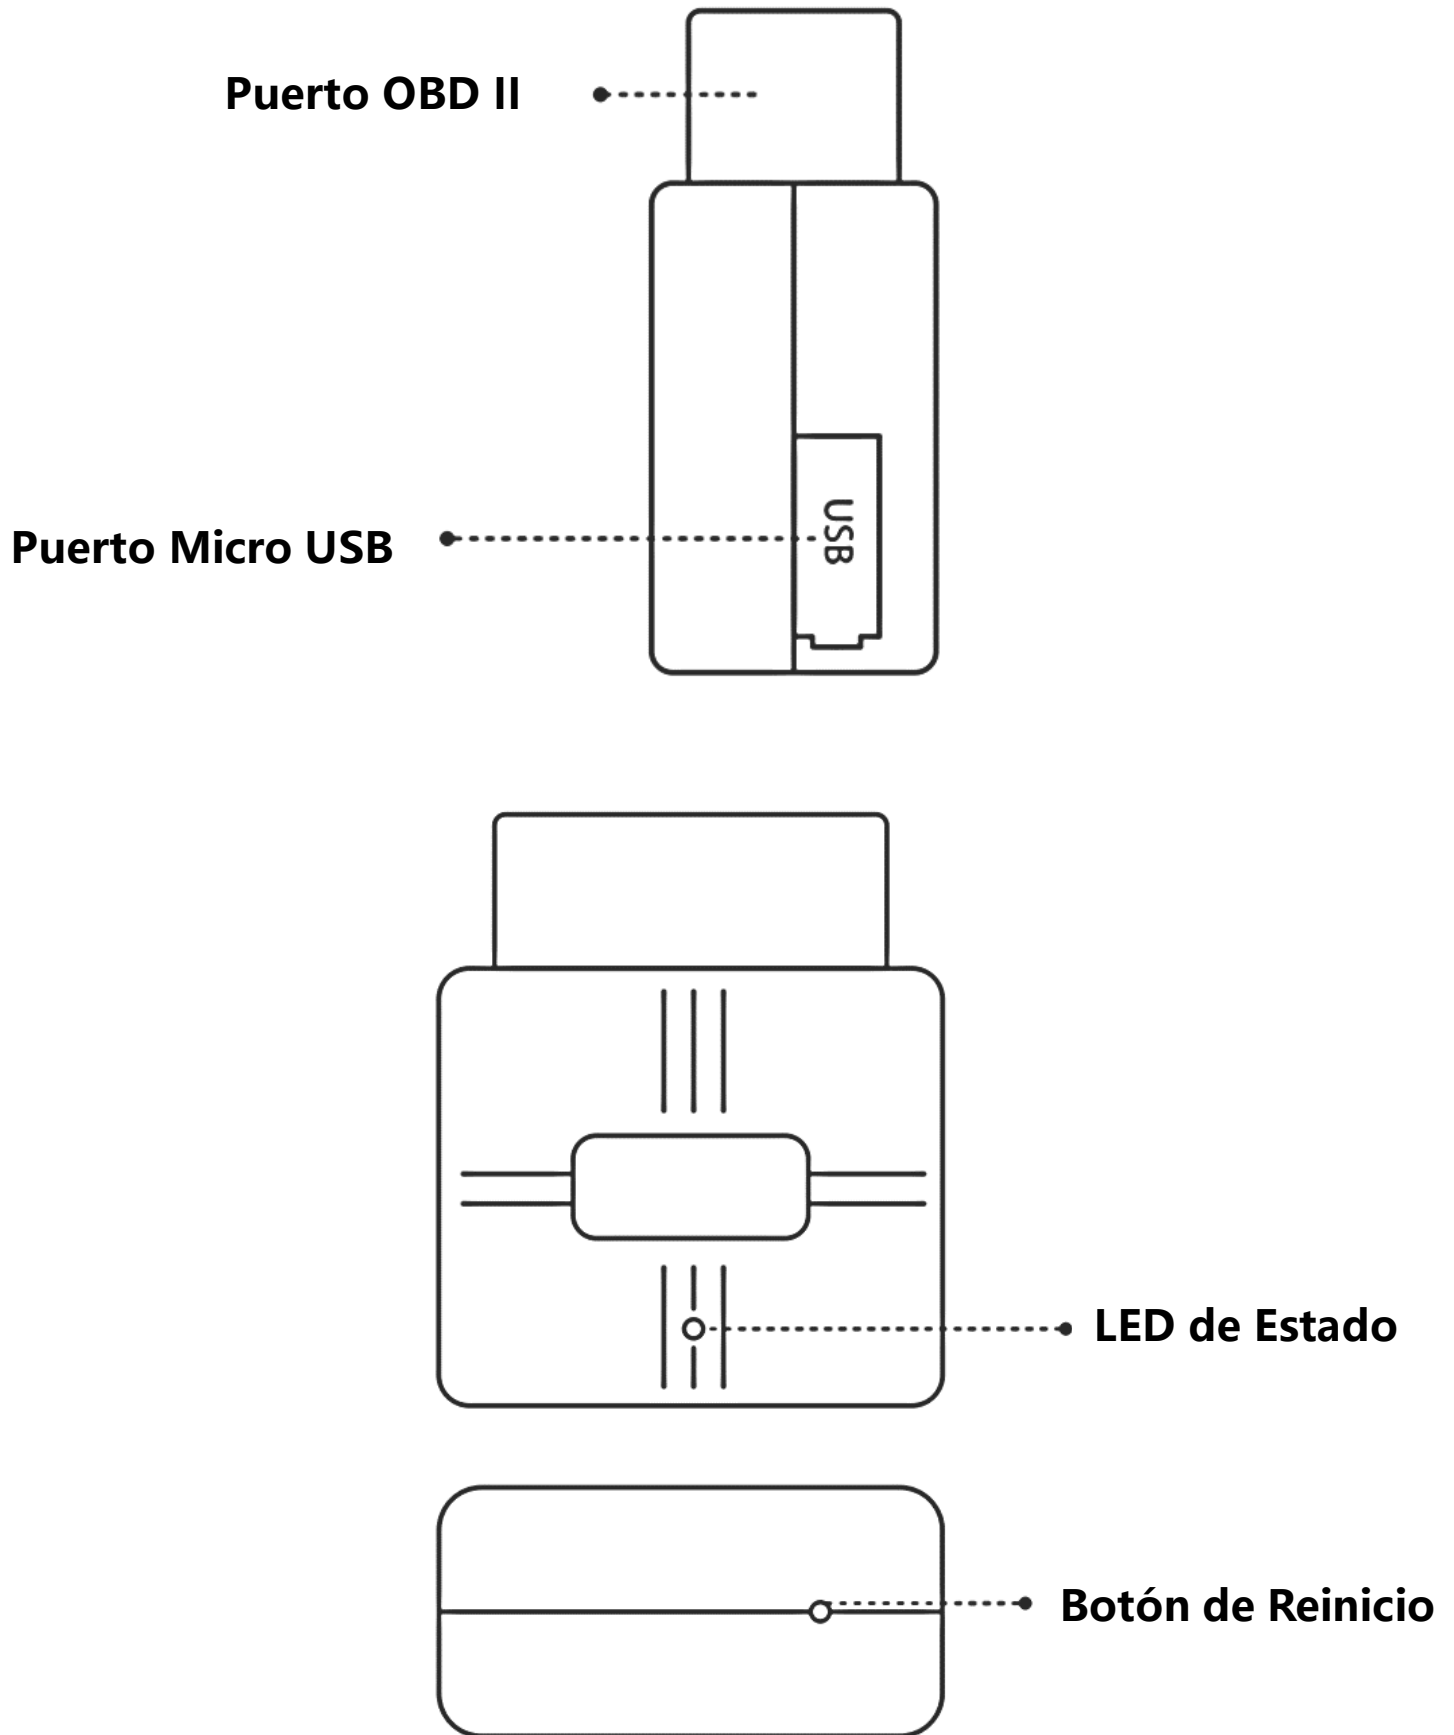 Puerto OBD II
Puerto Micro USB
USB
LED de Estado
Botón de Reinicio